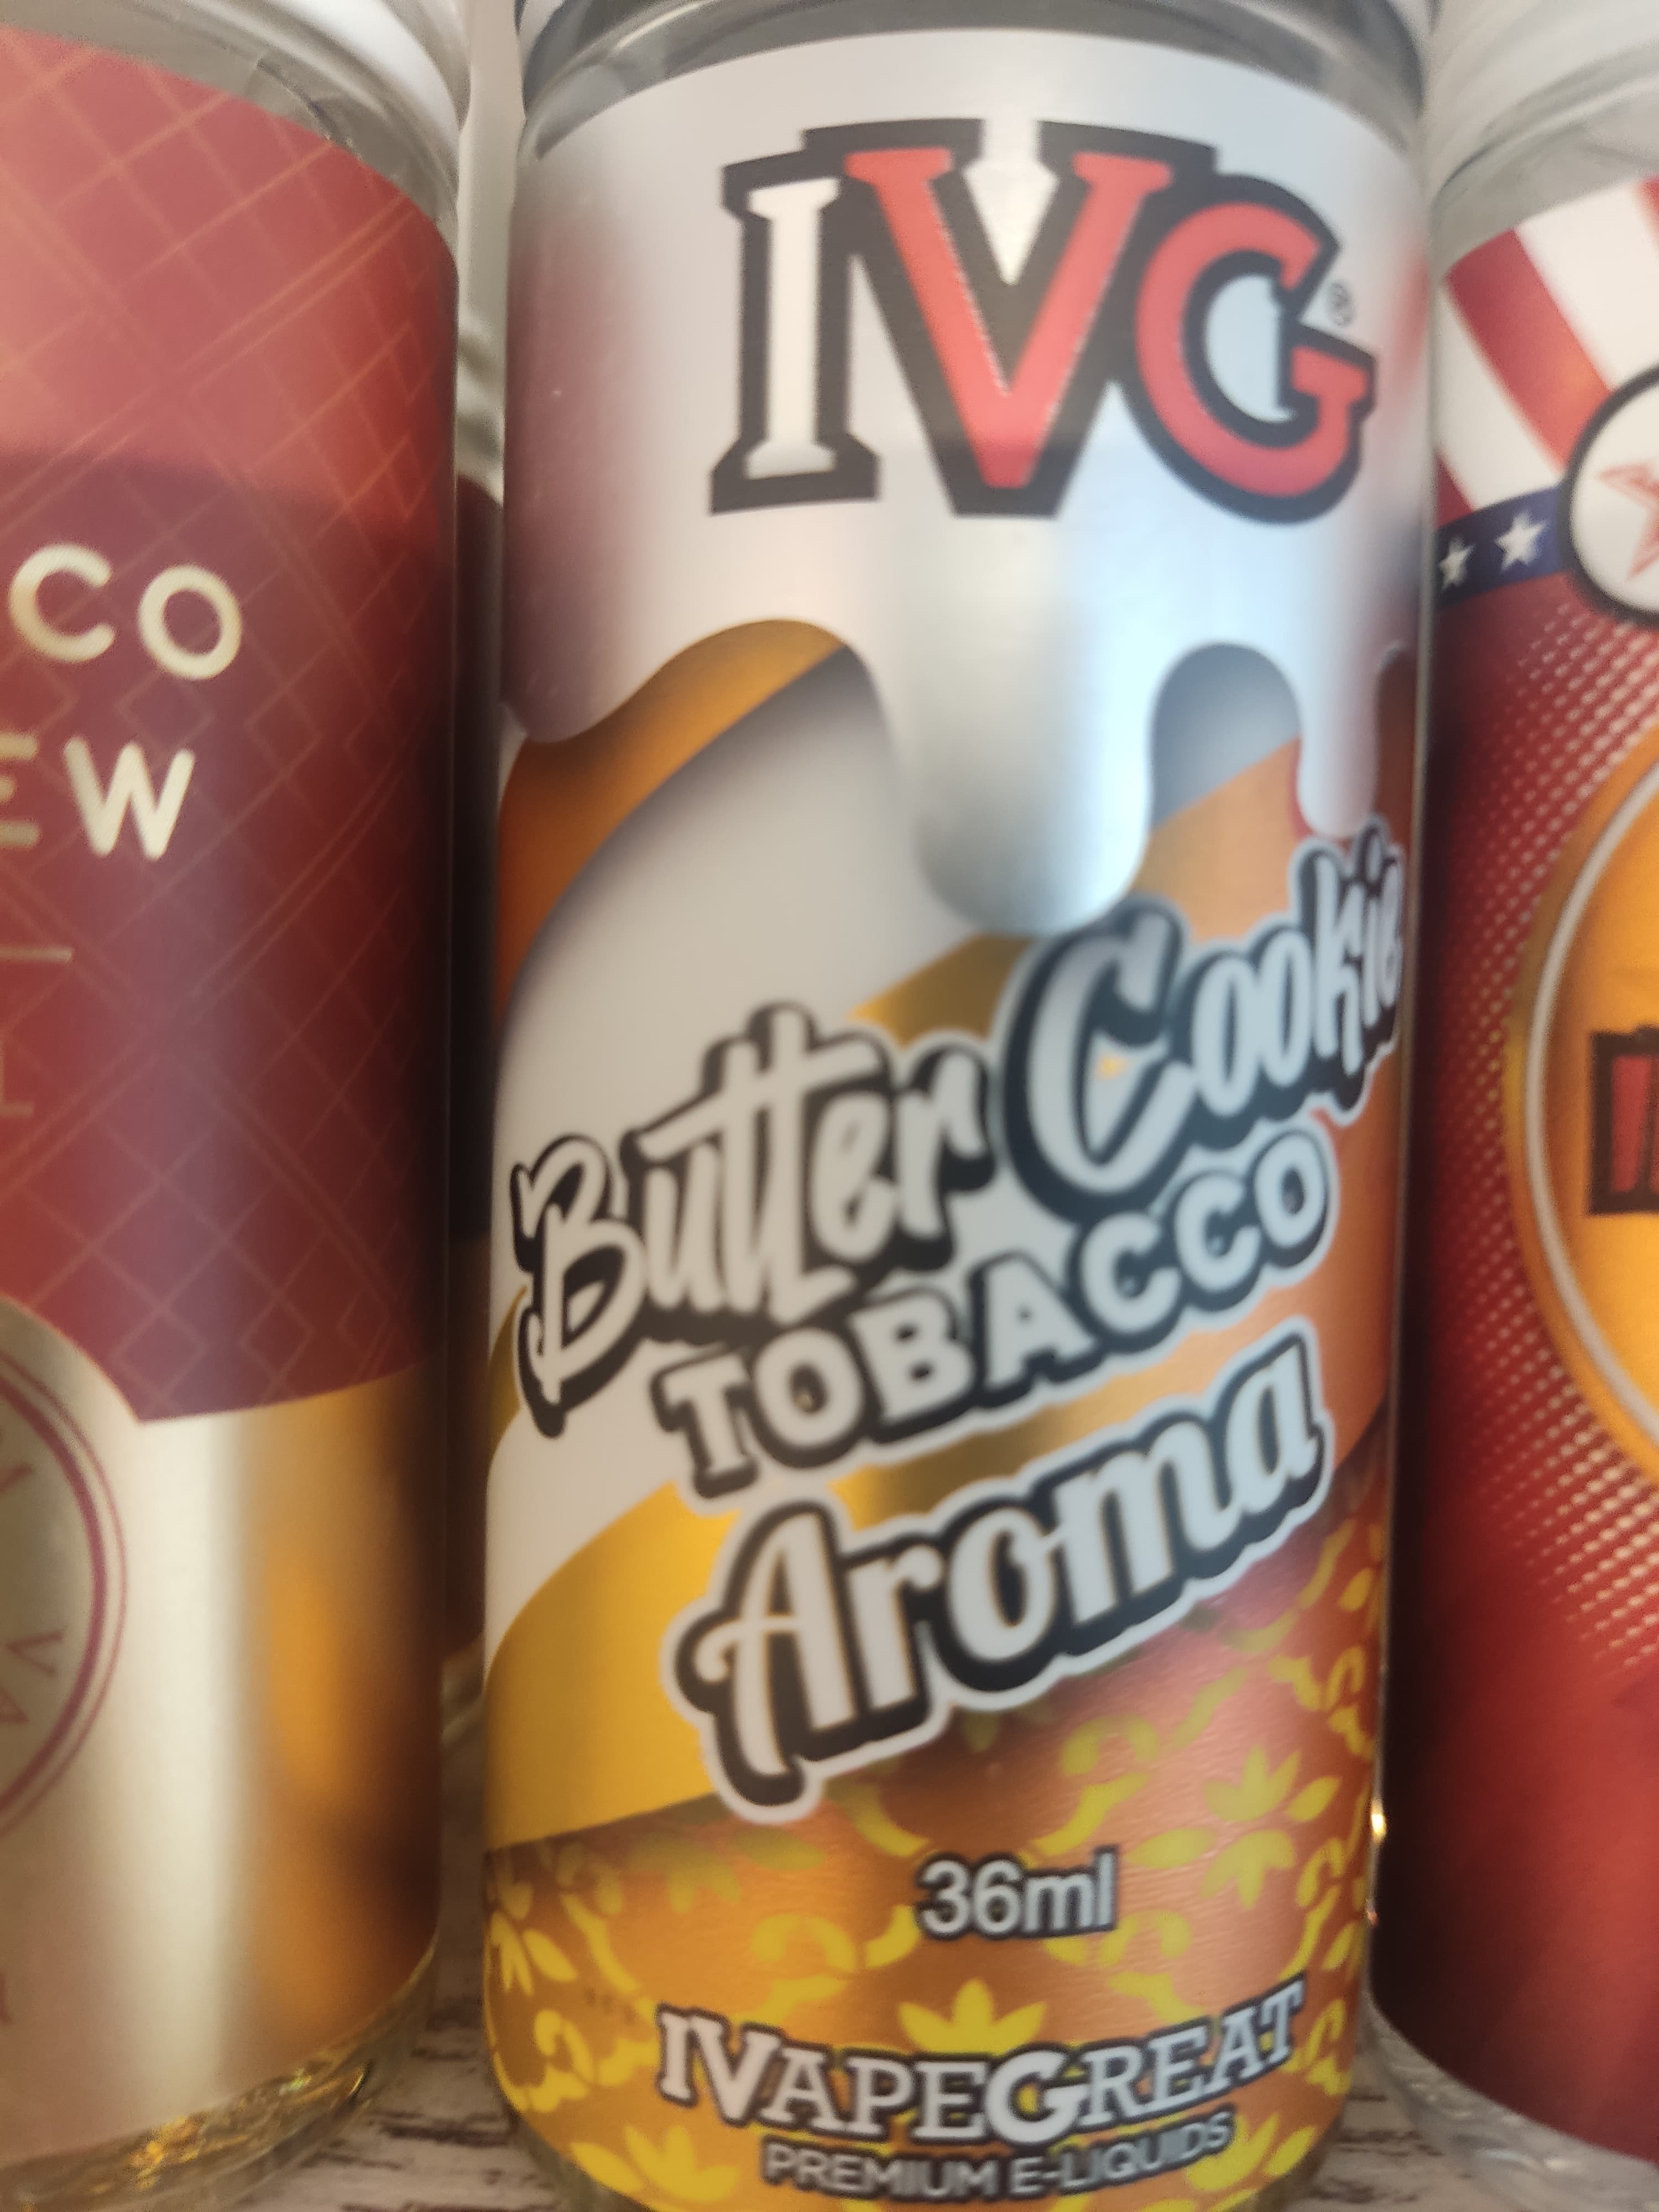 IVG®
Butter Cookie
TOBACCO
Aroma
36ml
IVAPEGREAT
PREMIUM E-LIQUIDS
CO
EW